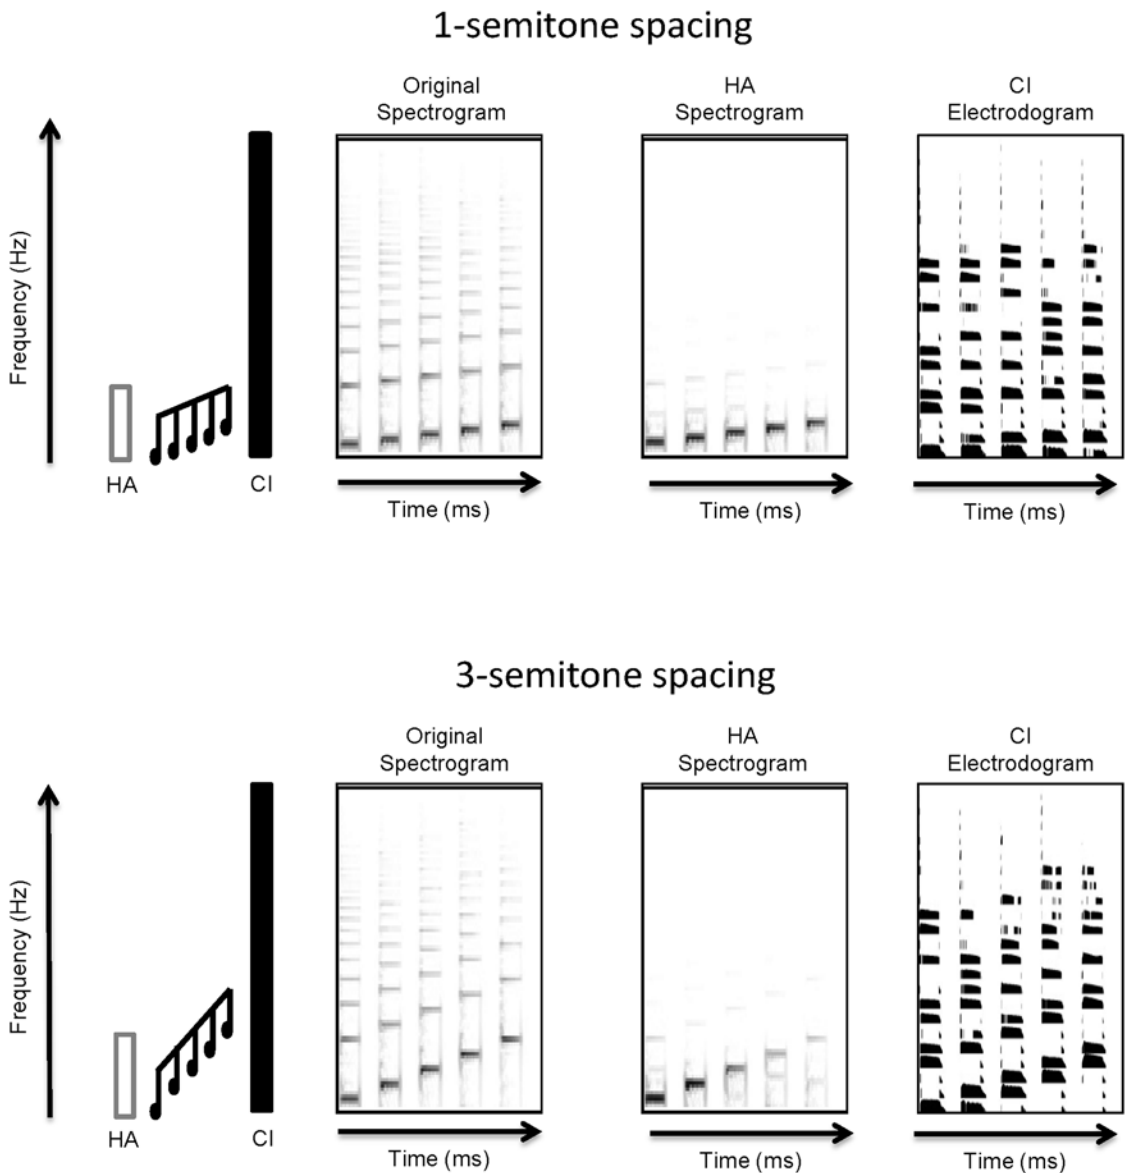 1-semitone spacing
Original
Spectrogram
HA
Spectrogram
CI
Electrodogram
Frequency (Hz)
HA
CI
Time (ms)
Time (ms)
Time (ms)
3-semitone spacing
Original
Spectrogram
HA
Spectrogram
CI
Electrodogram
Frequency (Hz)
HA
CI
Time (ms)
Time (ms)
Time (ms)